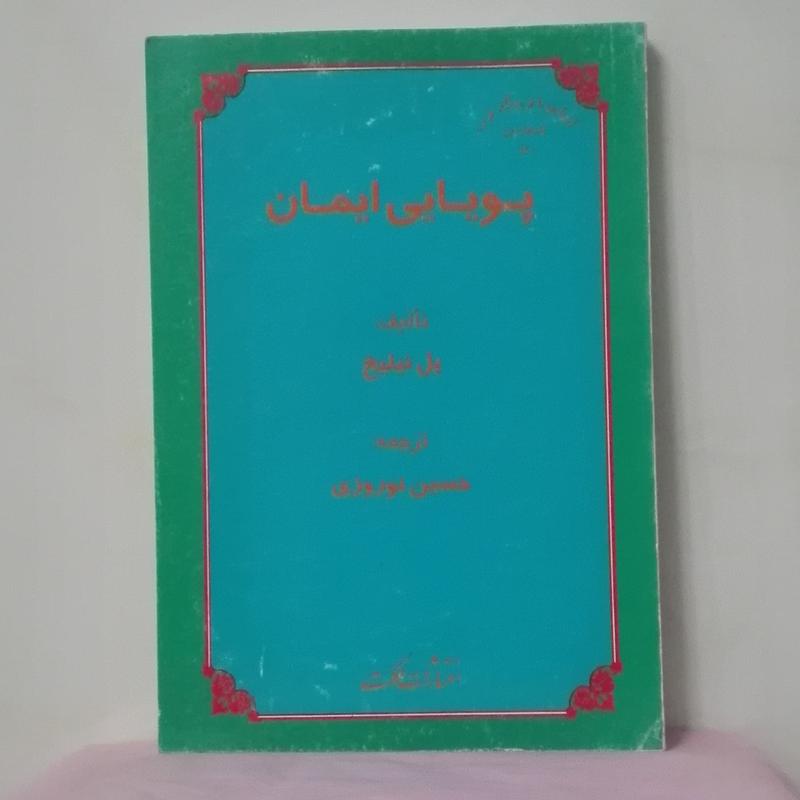 پویایی ایمان
تألیف
پل تیلیخ
ترجمه
حسین نوروزی
انتشارات حکمت